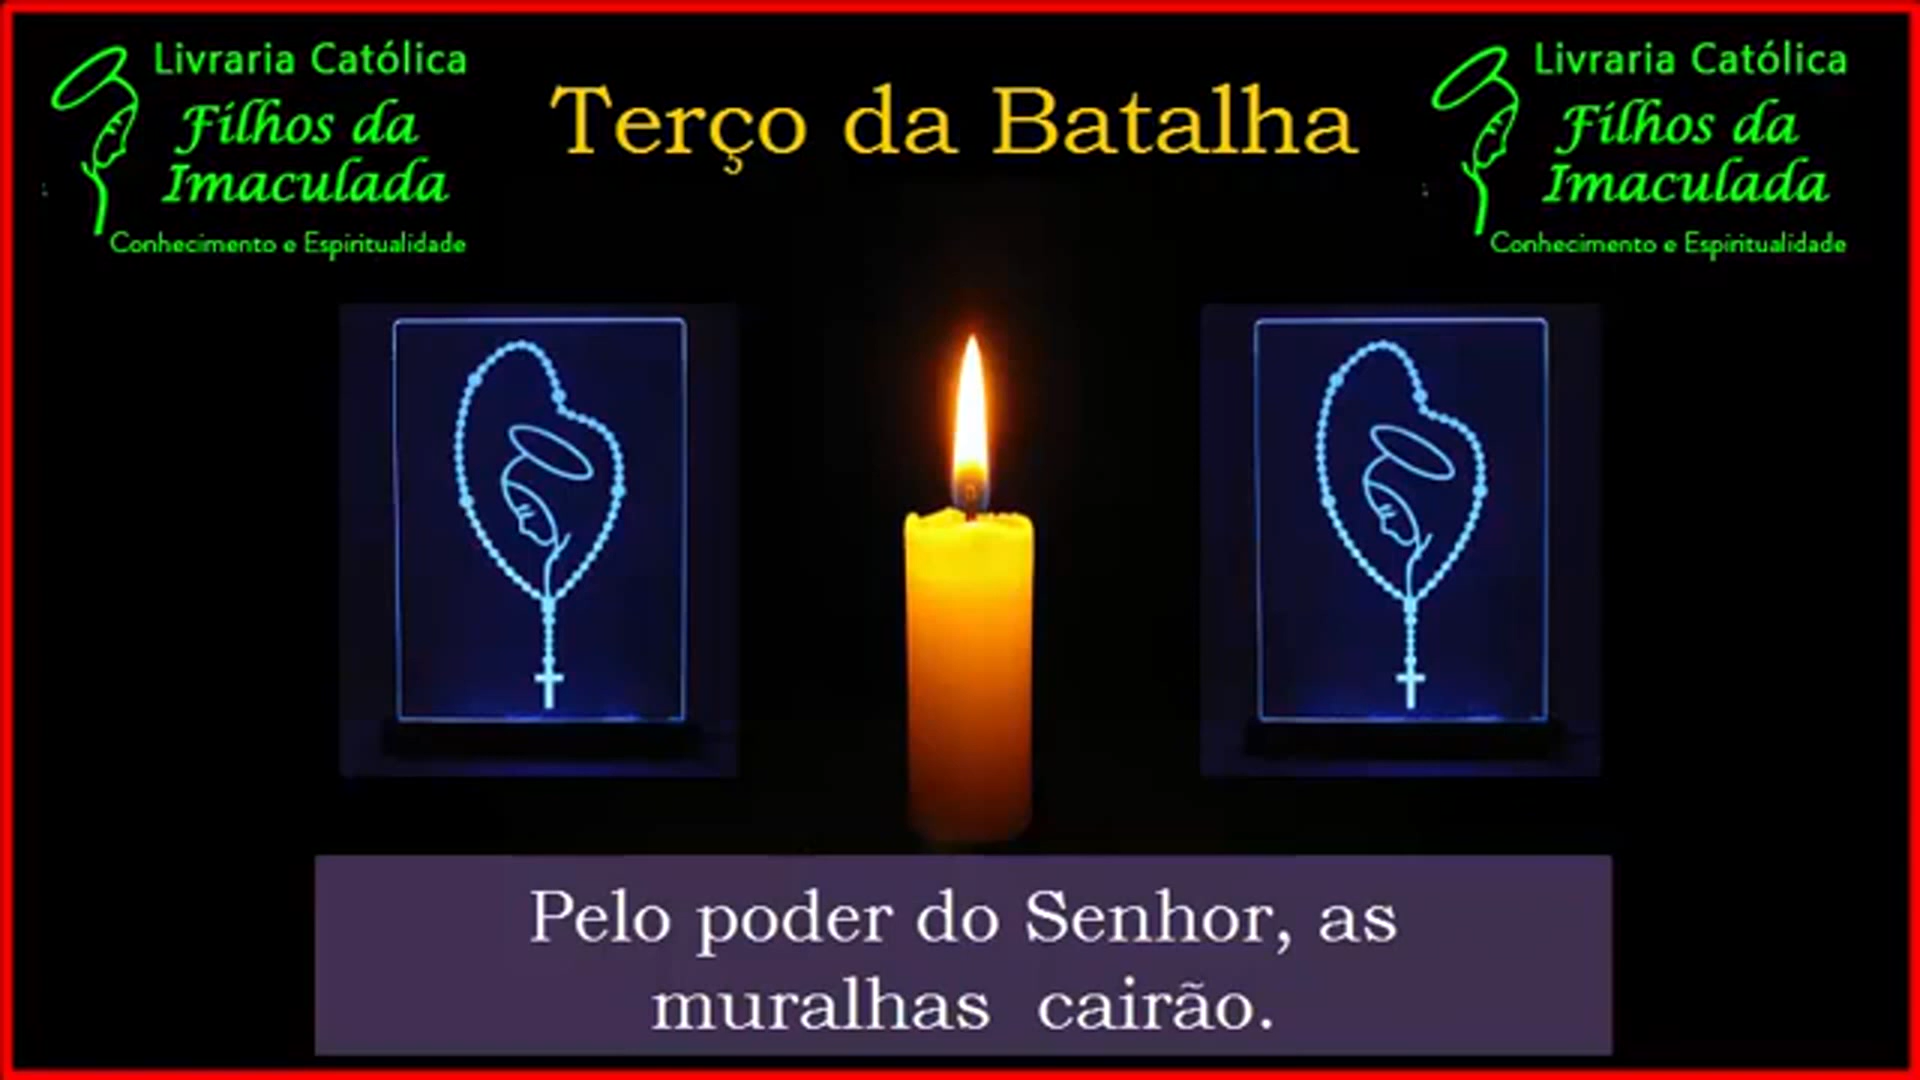 Livraria Católica
Filhos da
Imaculada
Conhecimento e Espiritualidade
Terço da Batalha
Livraria Católica
Filhos da
Imaculada
Conhecimento e Espiritualidade
Pelo poder do Senhor, as
muralhas cairão.